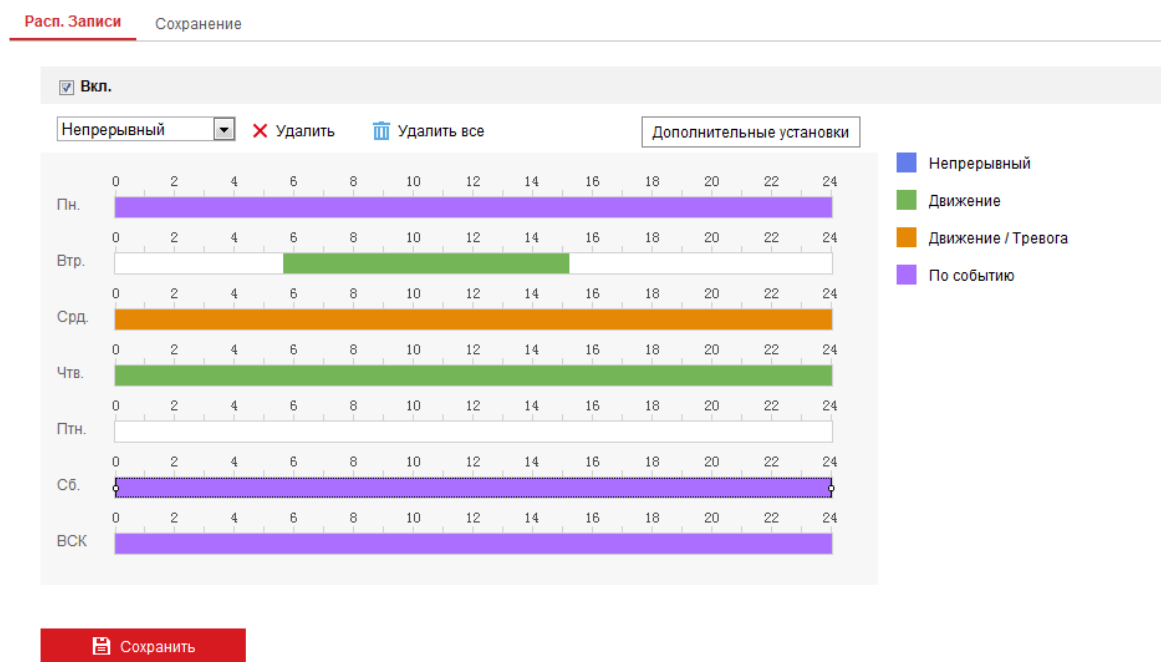 Расп. Записи Сохранение
Вкл.
Непрерывный Удалить Удалить все Дополнительные установки
Непрерывный
Движение
Движение / Тревога
По событию
0 2 4 6 8 10 12 14 16 18 20 22 24
Пн.
0 2 4 6 8 10 12 14 16 18 20 22 24
Втр.
0 2 4 6 8 10 12 14 16 18 20 22 24
Срд.
0 2 4 6 8 10 12 14 16 18 20 22 24
Чтв.
0 2 4 6 8 10 12 14 16 18 20 22 24
Птн.
0 2 4 6 8 10 12 14 16 18 20 22 24
Сб.
0 2 4 6 8 10 12 14 16 18 20 22 24
ВСК
Сохранить